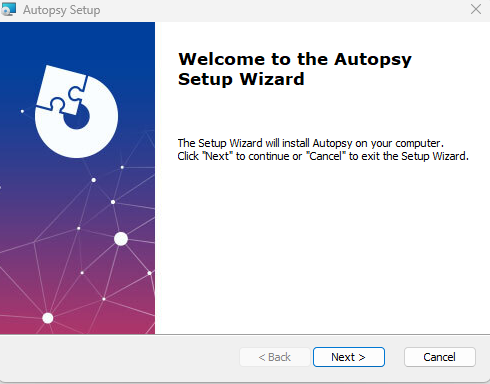 Autopsy Setup
Welcome to the Autopsy
Setup Wizard
The Setup Wizard will install Autopsy on your computer.
Click "Next" to continue or "Cancel" to exit the Setup Wizard.
< Back
Next >
Cancel